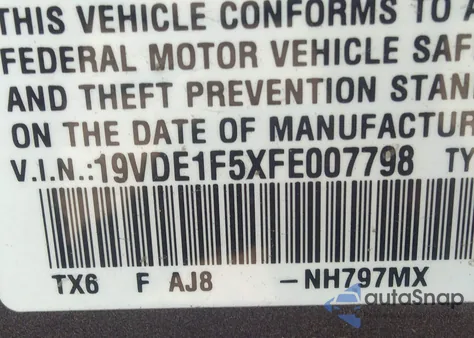 THIS VEHICLE CONFORMS TO A
FEDERAL MOTOR VEHICLE SAF
AND THEFT PREVENTION STAN
ON THE DATE OF MANUFACTUR
V.I.N.:19VDE1F5XFE007798 TY
TX6 F AJ8 -NH797MX
autoSnap